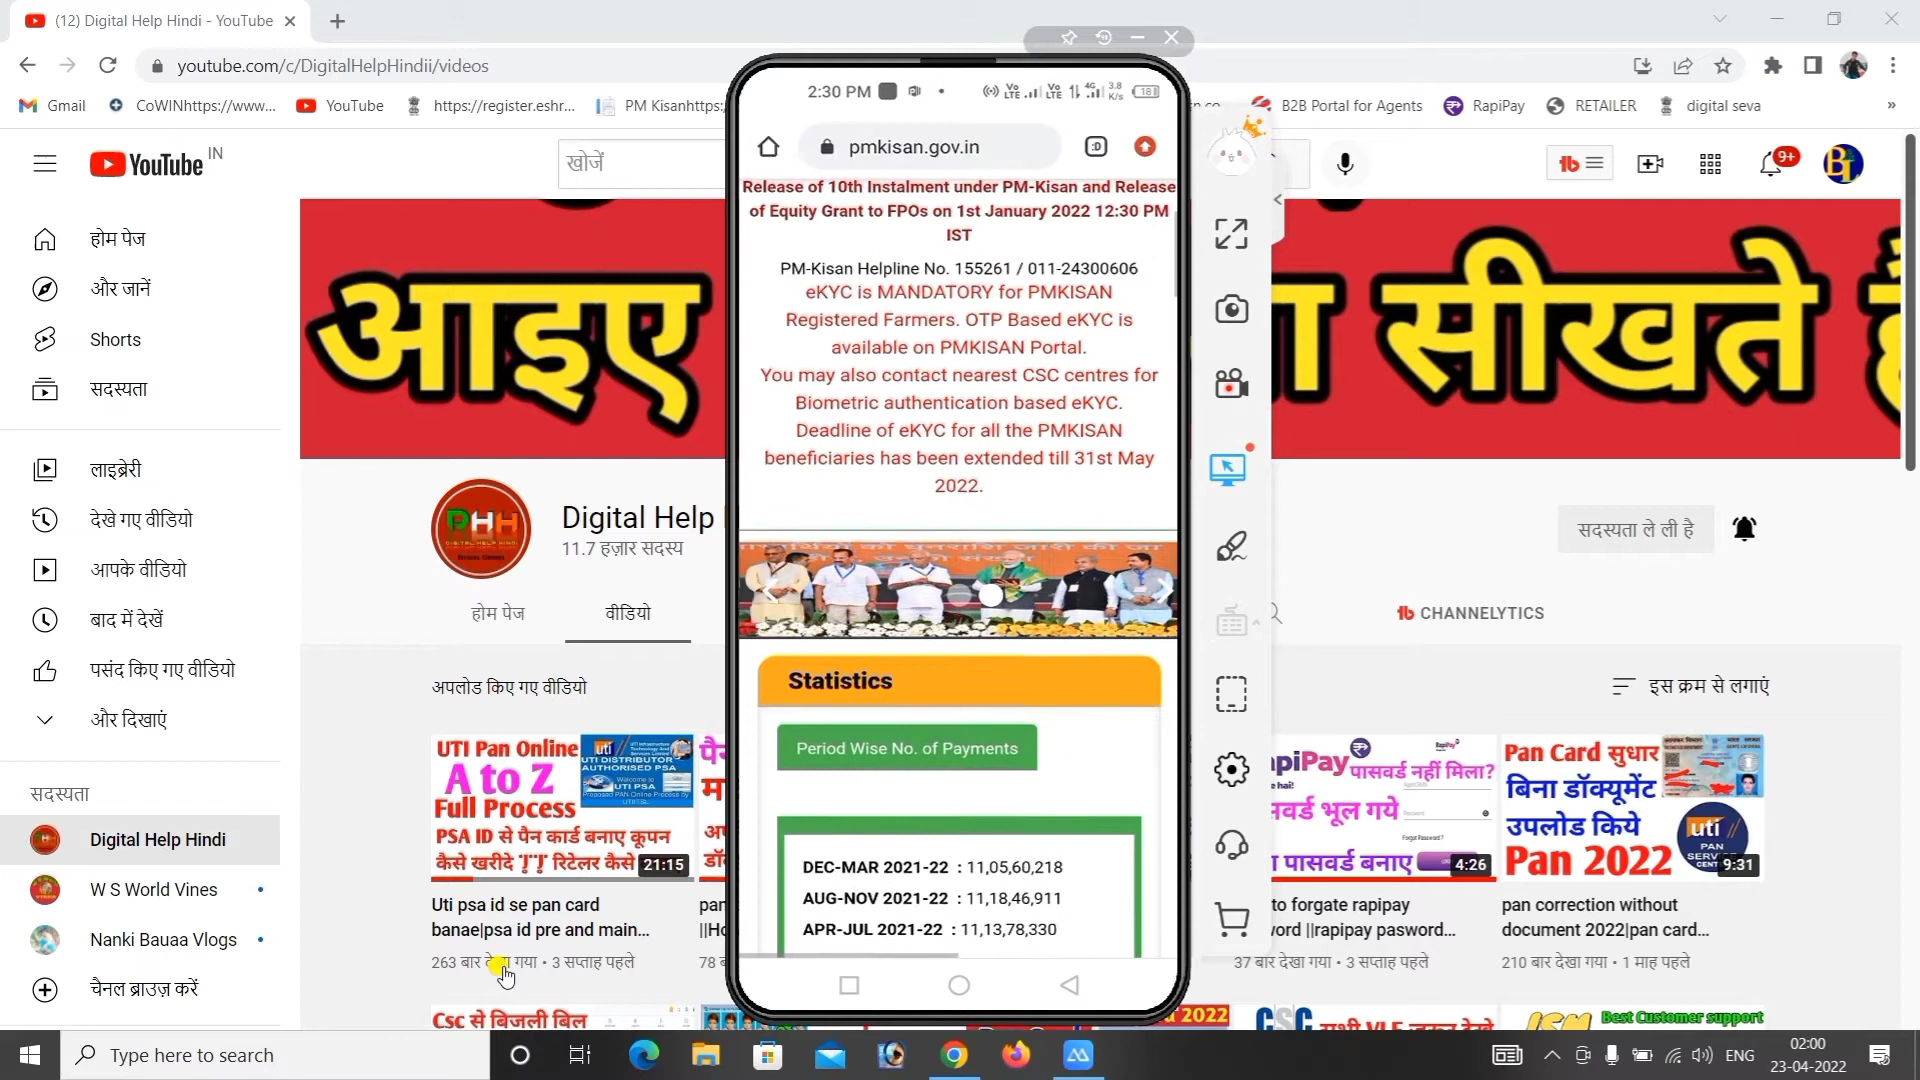 (12) Digital Help Hindi - YouTube
youtube.com/c/DigitalHelpHindii/videos
Gmail
CoWINhttps://www...
YouTube
https://register.eshr...
PM Kisanhttps:
B2B Portal for Agents
RapiPay
RETAILER
digital seva
YouTube IN
खोजें
9+
होम पेज
और जानें
Shorts
सदस्यता
लाइब्रेरी
देखे गए वीडियो
आपके वीडियो
बाद में देखें
पसंद किए गए वीडियो
और दिखाएं
सदस्यता
Digital Help Hindi
W S World Vines
Nanki Bauaa Vlogs
चैनल ब्राउज़ करें
आइए
सीखते
Digital Help
11.7 हज़ार सदस्य
सदस्यता ले ली है
होम पेज
वीडियो
CHANNELYTICS
अपलोड किए गए वीडियो
इस क्रम से लगाएं
2:30 PM
pmkisan.gov.in
Release of 10th Instalment under PM-Kisan and Release
of Equity Grant to FPOs on 1st January 2022 12:30 PM
IST
PM-Kisan Helpline No. 155261 / 011-24300606
eKYC is MANDATORY for PMKISAN
Registered Farmers. OTP Based eKYC is
available on PMKISAN Portal.
You may also contact nearest CSC centres for
Biometric authentication based eKYC.
Deadline of eKYC for all the PMKISAN
beneficiaries has been extended till 31st May
2022.
Statistics
Period Wise No. of Payments
DEC-MAR 2021-22 : 11,05,60,218
AUG-NOV 2021-22 : 11,18,46,911
APR-JUL 2021-22 : 11,13,78,330
UTI Pan Online
A to Z
Full Process
PSA ID से पैन कार्ड बनाए कूपन
कैसे खरीदे
रिटेलर कैसे
21:15
Uti psa id se pan card
banae|psa id pre and main...
263 बार देखा गया • 3 सप्ताह पहले
पासवर्ड नहीं मिला?
भूल गये
पासवर्ड बनाए
4:26
to forgate rapipay
word ||rapipay pasword...
37 बार देखा गया • 3 सप्ताह पहले
Pan Card सुधार
बिना डॉक्यूमेंट
उपलोड किये
Pan 2022
uti
9:31
pan correction without
document 2022|pan card...
210 बार देखा गया • 1 माह पहले
Csc से बिजली बिल
2022
Best Customer support
Type here to search
ENG
02:00
23-04-2022